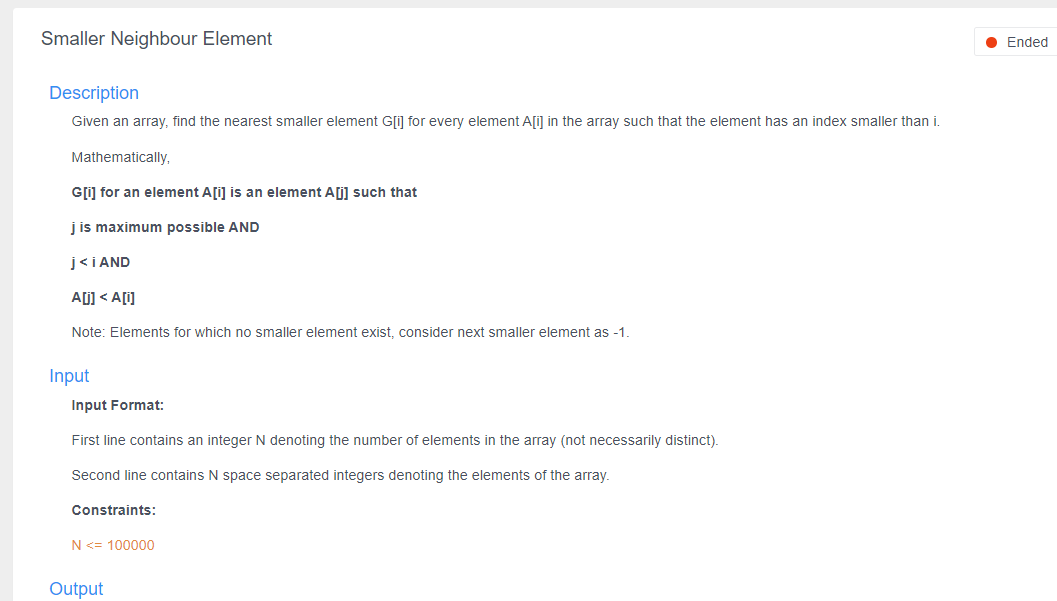 Smaller Neighbour Element
Ended
Description
Given an array, find the nearest smaller element G[i] for every element A[i] in the array such that the element has an index smaller than i.
Mathematically,
G[i] for an element A[i] is an element A[j] such that
j is maximum possible AND
j < i AND
A[j] < A[i]
Note: Elements for which no smaller element exist, consider next smaller element as -1.
Input
Input Format:
First line contains an integer N denoting the number of elements in the array (not necessarily distinct).
Second line contains N space separated integers denoting the elements of the array.
Constraints:
N <= 100000
Output